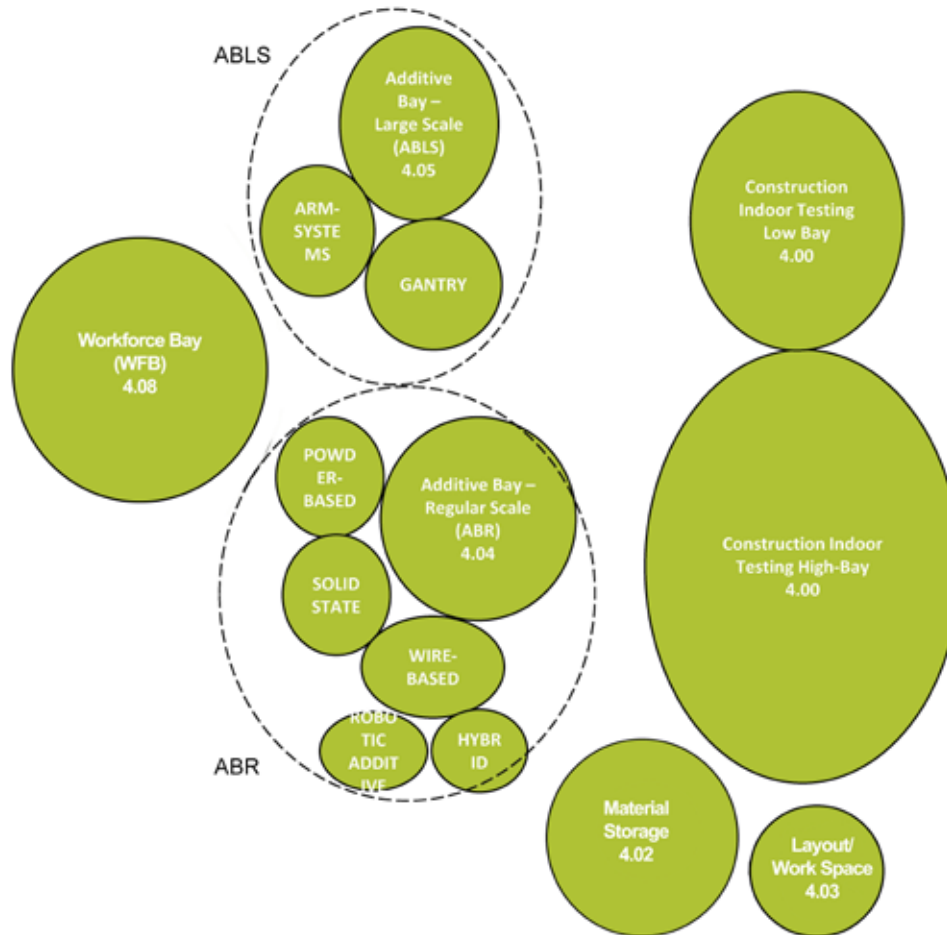 ABLS
Additive
Bay –
Large Scale
(ABLS)
4.05
ARM-
SYSTE
MS
GANTRY
Construction
Indoor Testing
Low Bay
4.00
Workforce Bay
(WFB)
4.08
POWD
ER-
BASED
Additive Bay –
Regular Scale
(ABR)
4.04
SOLID
STATE
WIRE-
BASED
ROBO
TIC
ADDIT
IVE
HYBR
ID
ABR
Construction Indoor
Testing High-Bay
4.00
Material
Storage
4.02
Layout/
Work Space
4.03